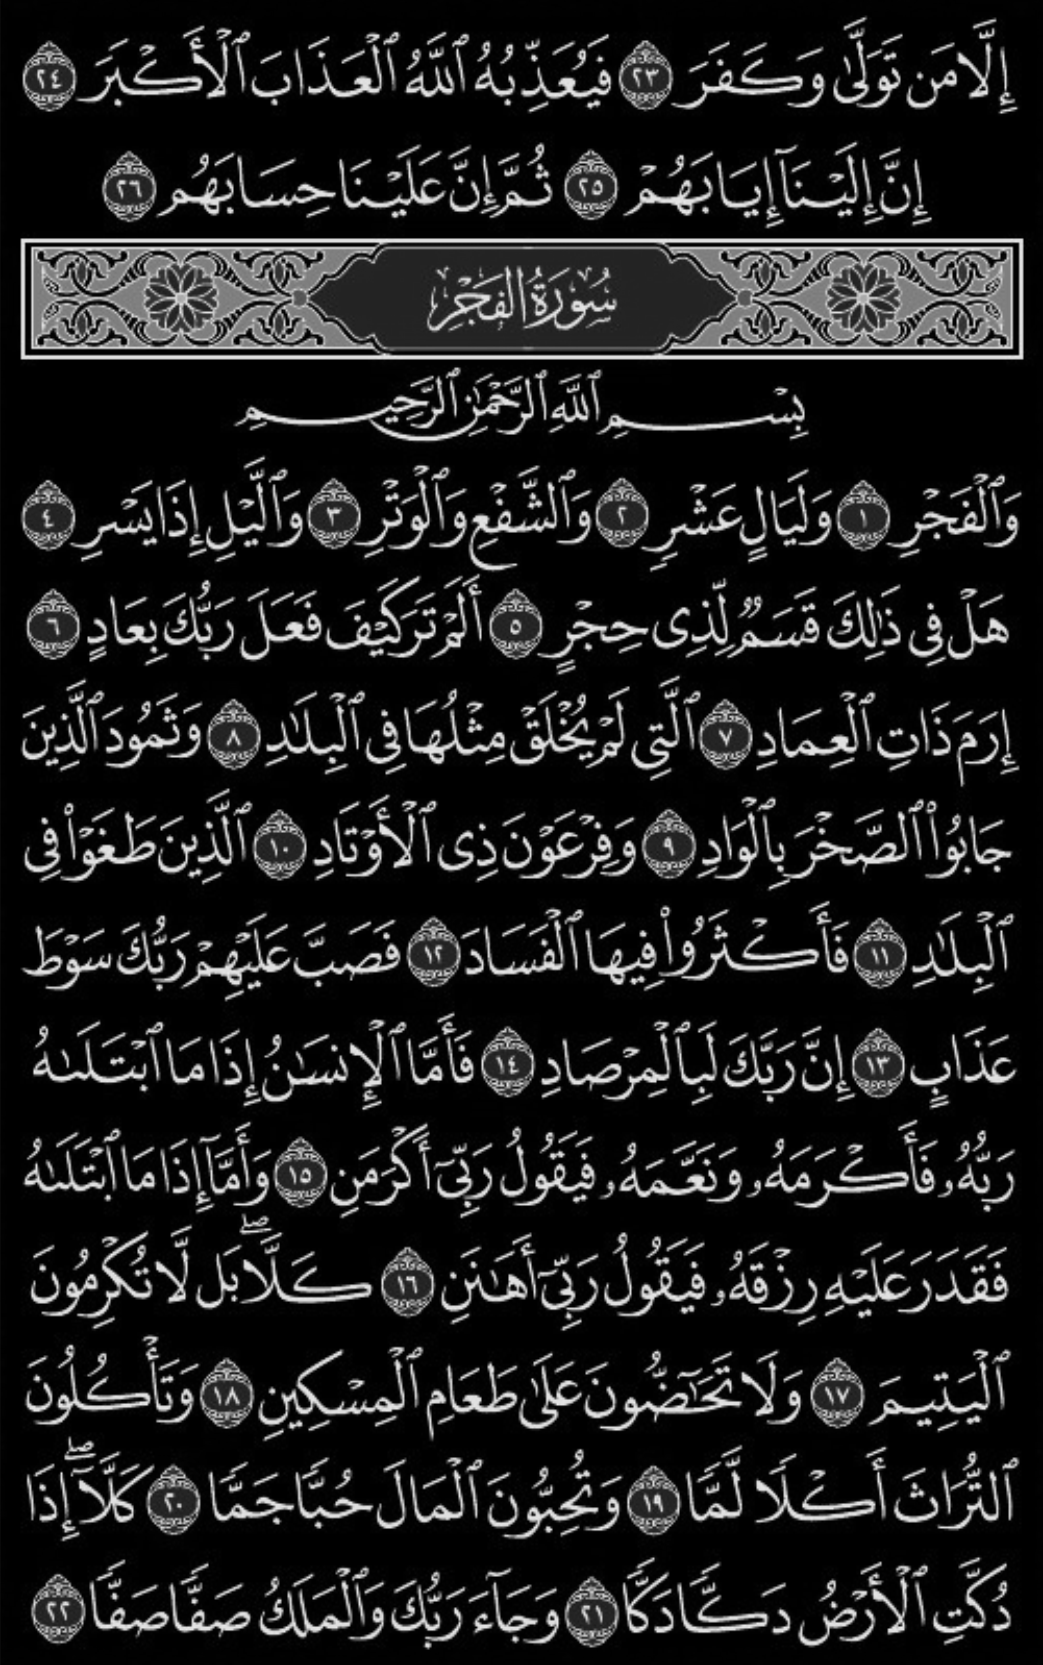 إِلَّا مَن تَوَلَّىٰ وَكَفَرَ ٢٣ فَيُعَذِّبُهُ ٱللَّهُ ٱلْعَذَابَ ٱلْأَكْبَرَ ٢٤
إِنَّ إِلَيْنَآ إِيَابَهُمْ ٢٥ ثُمَّ إِنَّ عَلَيْنَا حِسَابَهُم ٢٦
سُورَةُ الْفَجْرِ
بِسْمِ ٱللَّهِ ٱلرَّحْمَٰنِ ٱلرَّحِيمِ
وَٱلْفَجْرِ ١ وَلَيَالٍ عَشْرٍ ٢ وَٱلشَّفْعِ وَٱلْوَتْرِ ٣ وَٱلَّيْلِ إِذَا يَسْرِ ٤
هَلْ فِى ذَٰلِكَ قَسَمٌ لِّذِى حِجْرٍ ٥ أَلَمْ تَرَ كَيْفَ فَعَلَ رَبُّكَ بِعَادٍ ٦
إِرَمَ ذَاتِ ٱلْعِمَادِ ٧ ٱلَّتِى لَمْ يُخْلَقْ مِثْلُهَا فِى ٱلْبِلَٰدِ ٨ وَثَمُودَ ٱلَّذِينَ
جَابُوا۟ ٱلصَّخْرَ بِٱلْوَادِ ٩ وَفِرْعَوْنَ ذِى ٱلْأَوْتَادِ ١٠ ٱلَّذِينَ طَغَوْا۟ فِى
ٱلْبِلَٰدِ ١١ فَأَكْثَرُوا۟ فِيهَا ٱلْفَسَادَ ١٢ فَصَبَّ عَلَيْهِمْ رَبُّكَ سَوْطَ
عَذَابٍ ١٣ إِنَّ رَبَّكَ لَبِٱلْمِرْصَادِ ١٤ فَأَمَّا ٱلْإِنسَٰنُ إِذَا مَا ٱبْتَلَىٰهُ
رَبُّهُۥ فَأَكْرَمَهُۥ وَنَعَّمَهُۥ فَيَقُولُ رَبِّىٓ أَكْرَمَنِ ١٥ وَأَمَّآ إِذَا مَا ٱبْتَلَىٰهُ
فَقَدَرَ عَلَيْهِ رِزْقَهُۥ فَيَقُولُ رَبِّىٓ أَهَٰنَنِ ١٦ كَلَّا ۖ بَل لَّا تُكْرِمُونَ
ٱلْيَتِيمَ ١٧ وَلَا تَحَٰٓضُّونَ عَلَىٰ طَعَامِ ٱلْمِسْكِينِ ١٨ وَتَأْكُلُونَ
ٱلتُّرَاثَ أَكْلًا لَّمًّا ١٩ وَتُحِبُّونَ ٱلْمَالَ حُبًّا جَمًّا ٢٠ كَلَّآ ۖ إِذَا
دُكَّتِ ٱلْأَرْضُ دَكًّا دَكًّا ٢١ وَجَآءَ رَبُّكَ وَٱلْمَلَكُ صَفًّا صَفًّا ٢٢